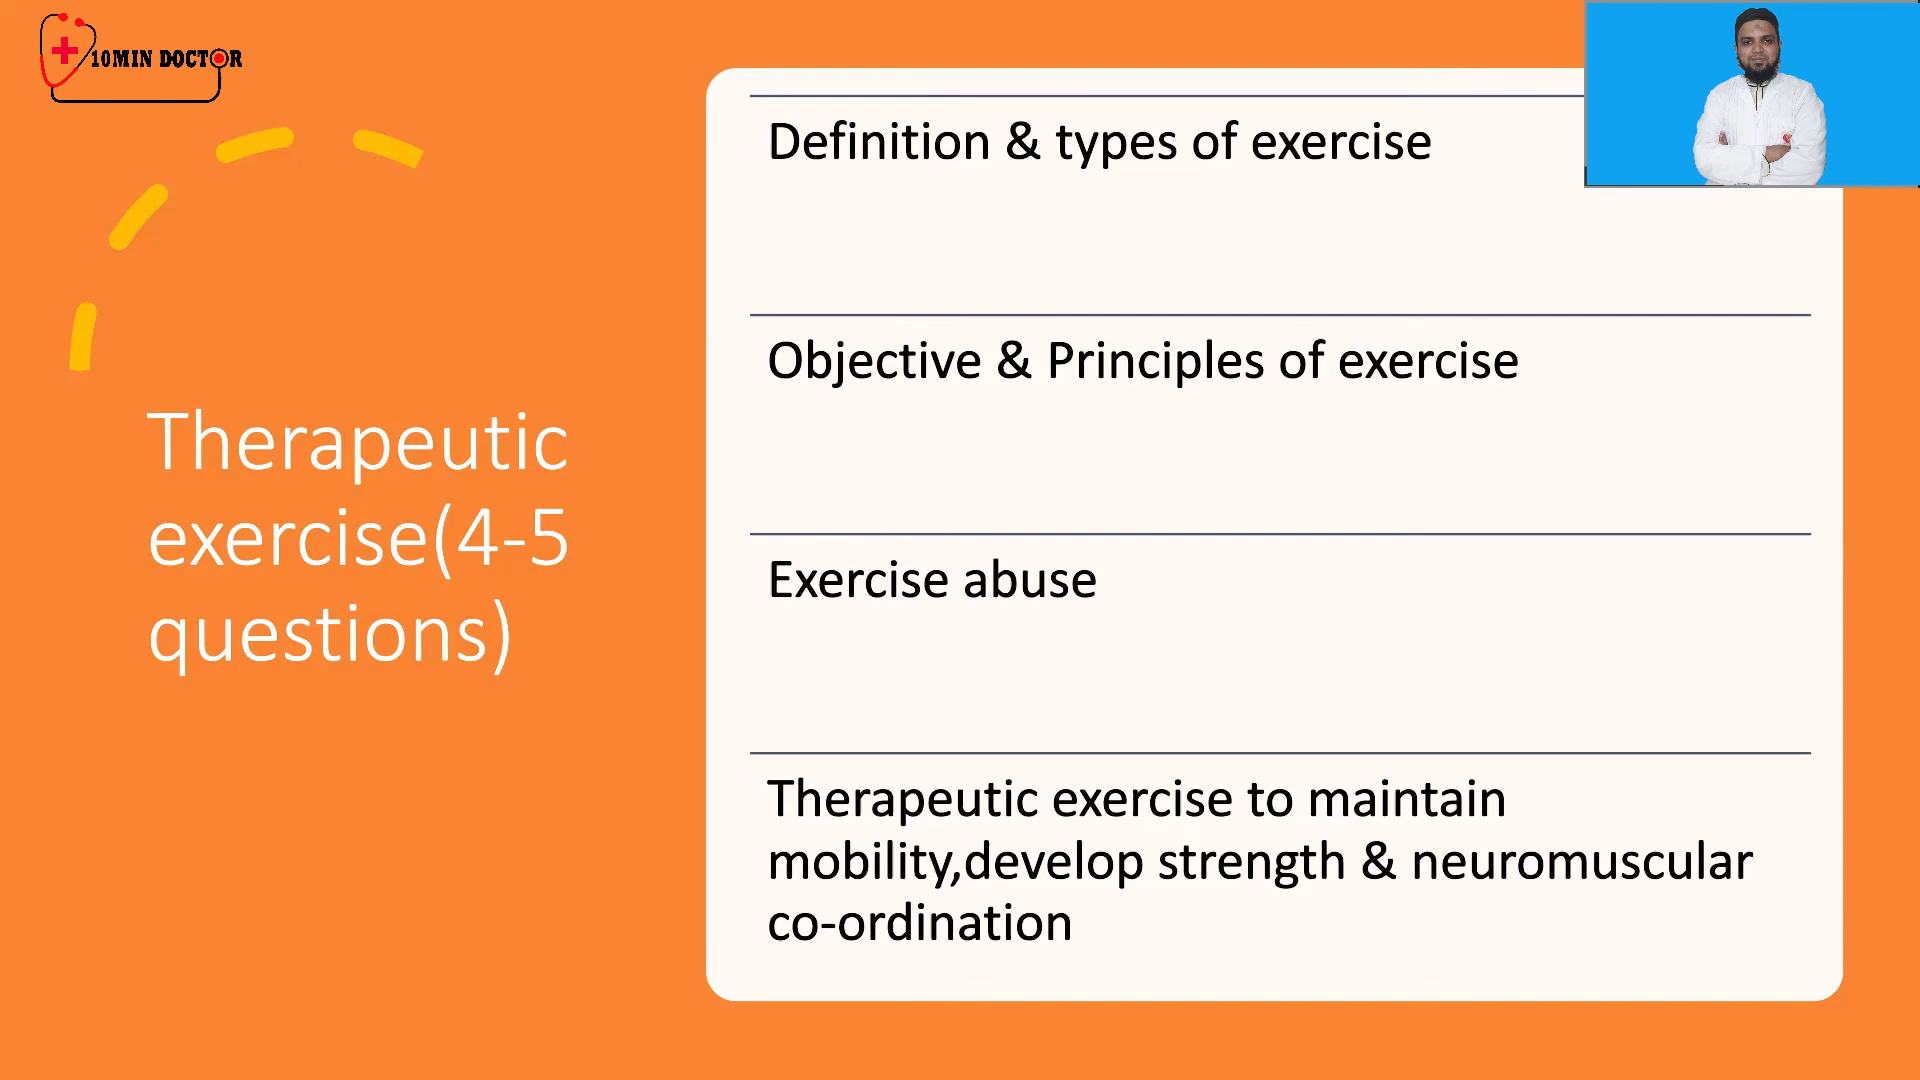 10MIN DOCTOR
Therapeutic
exercise(4-5
questions)
Definition & types of exercise
Objective & Principles of exercise
Exercise abuse
Therapeutic exercise to maintain
mobility,develop strength & neuromuscular
co-ordination